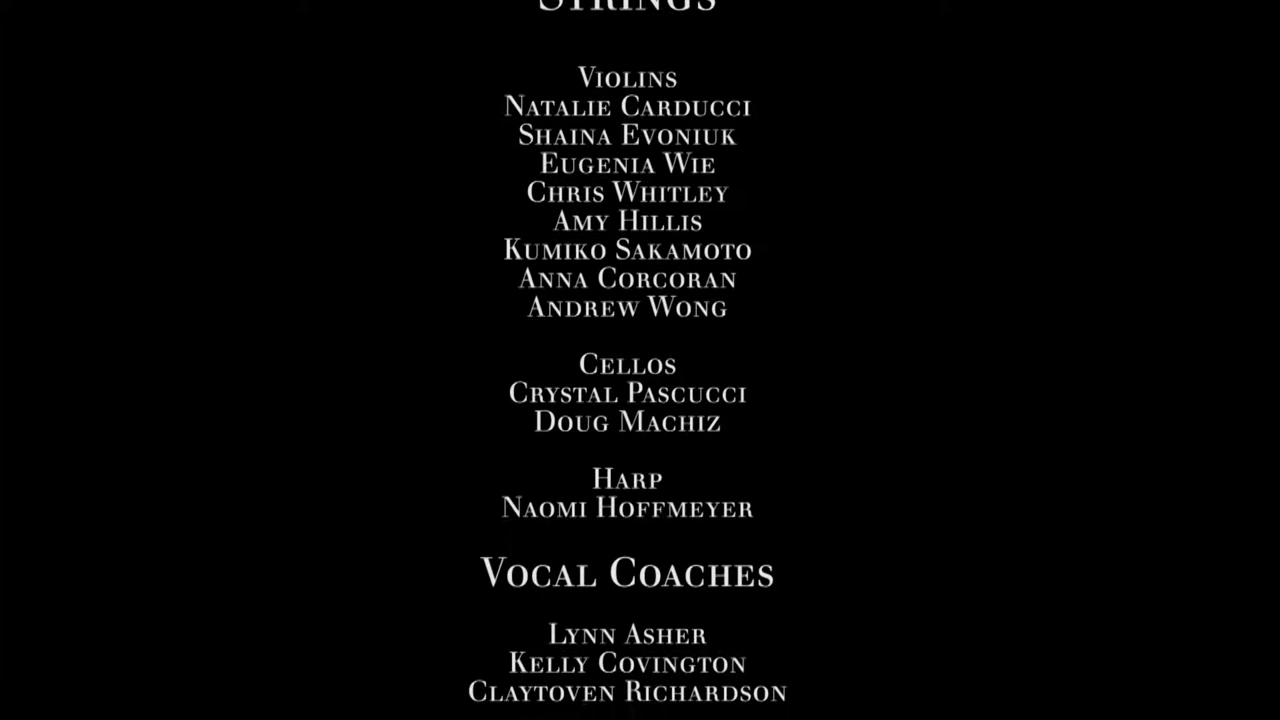 Strings
Violins
Natalie Carducci
Shaina Evoniuk
Eugenia Wie
Chris Whitley
Amy Hillis
Kumiko Sakamoto
Anna Corcoran
Andrew Wong
Cellos
Crystal Pascucci
Doug Machiz
Harp
Naomi Hoffmeyer
Vocal Coaches
Lynn Asher
Kelly Covington
Claytoven Richardson